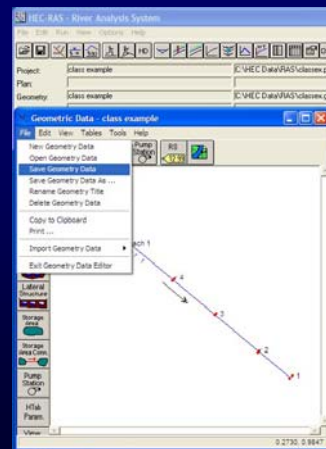 HEC-RAS - River Analysis System
File Edit Run View Options Help
Project: class example C:\HEC Data\RAS\classex.
Plan:
Geometry: class example C:\HEC Data\RAS\classex.g
Geometric Data - class example
File Edit View Tables Tools Help
New Geometry Data
Open Geometry Data
Save Geometry Data
Save Geometry Data As ...
Rename Geometry Title
Delete Geometry Data
Copy to Clipboard
Print ...
Import Geometry Data
Exit Geometry Data Editor
Pump
Station
RS
ach 1
4
3
2
1
Lateral
Structure
Storage
Area
Storage
Area Conn.
Pump
Station
HTab
Param.
View
0.2730, 0.9847